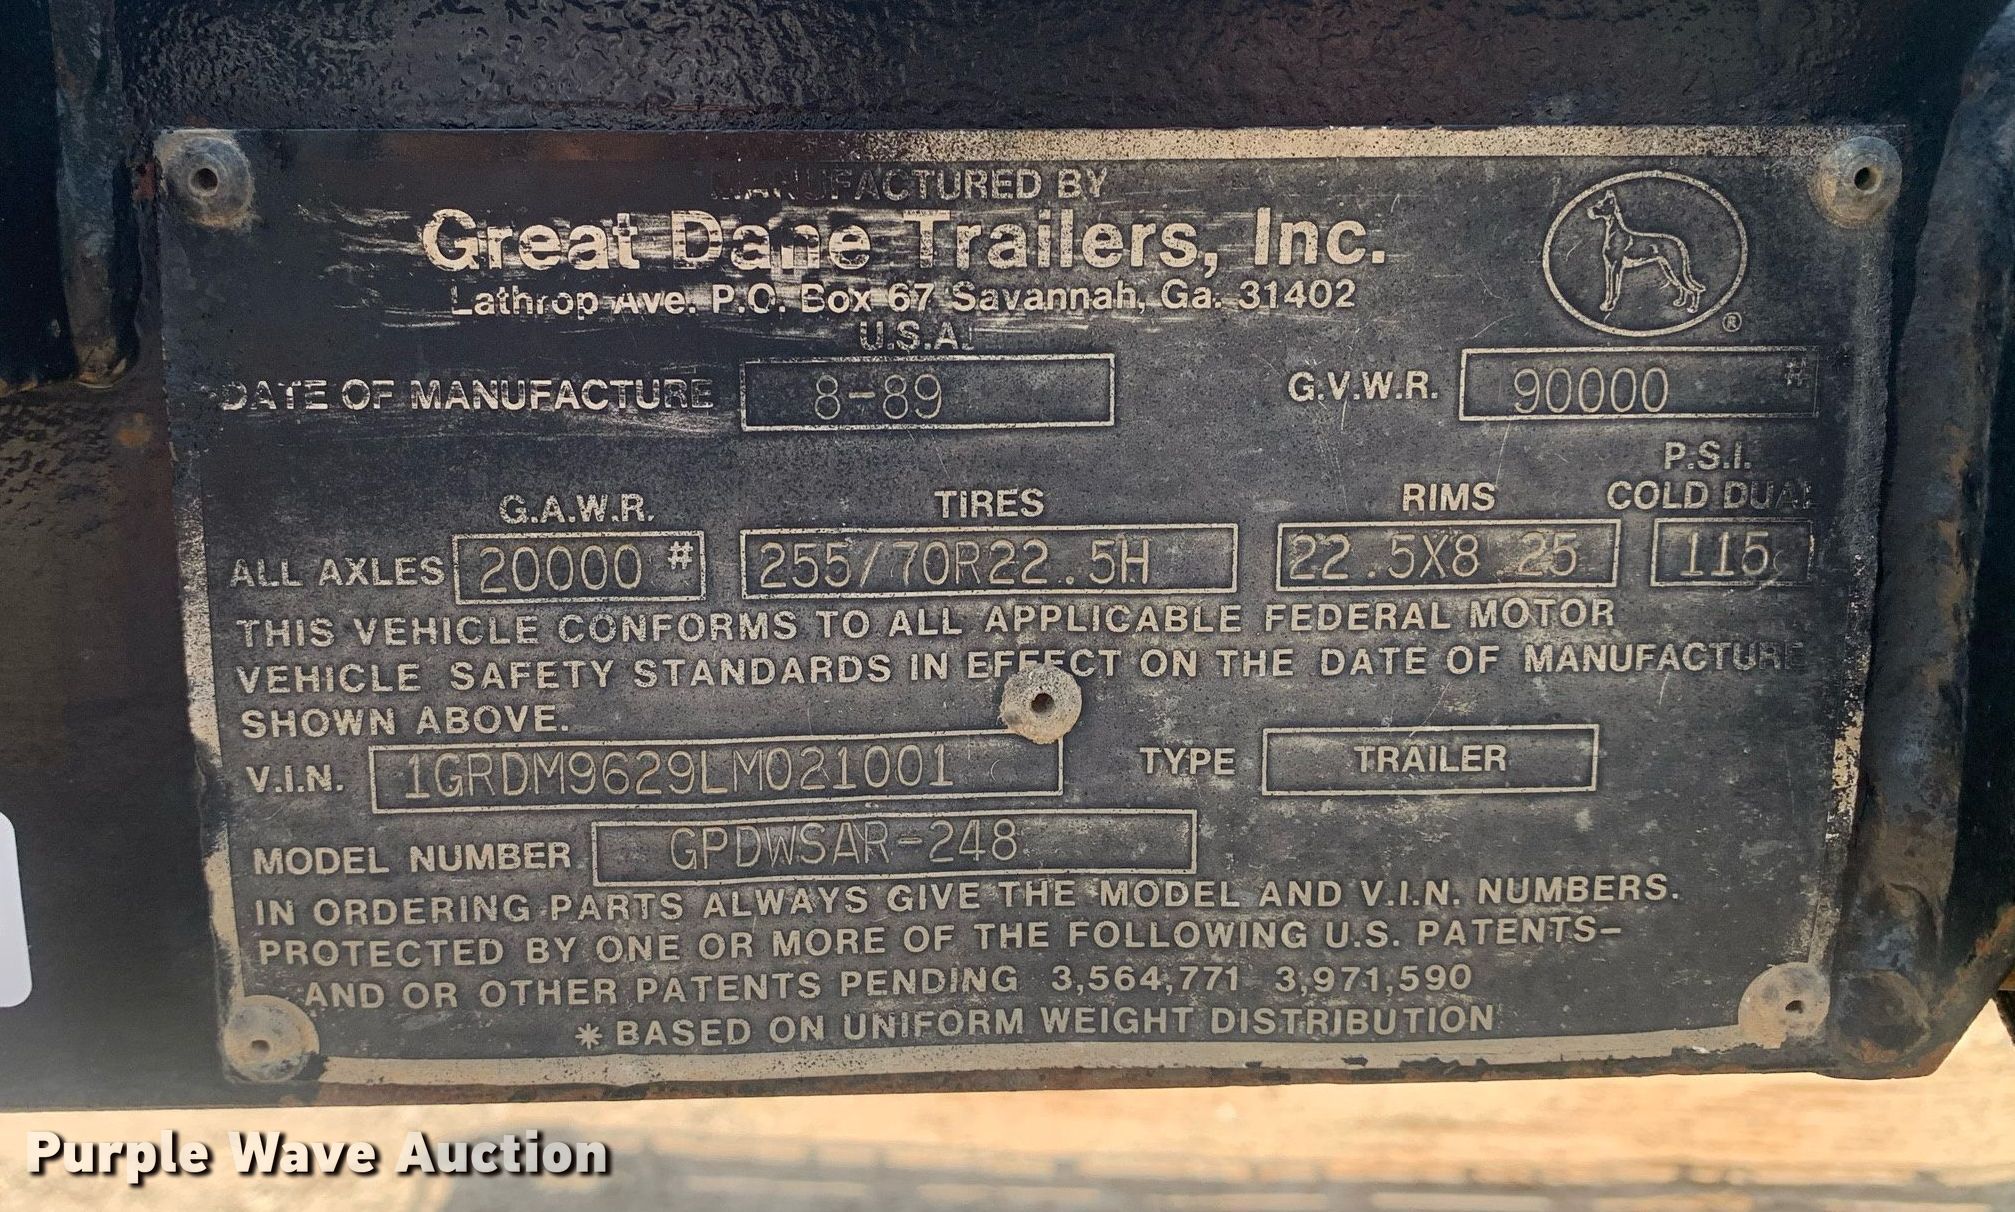 MANUFACTURED BY
Great Dane Trailers, Inc.
Lathrop Ave. P.O. Box 67 Savannah, Ga. 31402
U.S.A.
®
DATE OF MANUFACTURE 8-89 G.V.W.R. 90000 #
P.S.I.
G.A.W.R. TIRES RIMS COLD DUAL
ALL AXLES 20000 # 255/70R22.5H 22.5X8.25 115
THIS VEHICLE CONFORMS TO ALL APPLICABLE FEDERAL MOTOR
VEHICLE SAFETY STANDARDS IN EFFECT ON THE DATE OF MANUFACTURE
SHOWN ABOVE.
V.I.N. 1GRDM9629LM021001 TYPE TRAILER
MODEL NUMBER GPDWSAR-248
IN ORDERING PARTS ALWAYS GIVE THE MODEL AND V.I.N. NUMBERS.
PROTECTED BY ONE OR MORE OF THE FOLLOWING U.S. PATENTS-
AND OR OTHER PATENTS PENDING 3,564,771 3,971,590
* BASED ON UNIFORM WEIGHT DISTRIBUTION
Purple Wave Auction